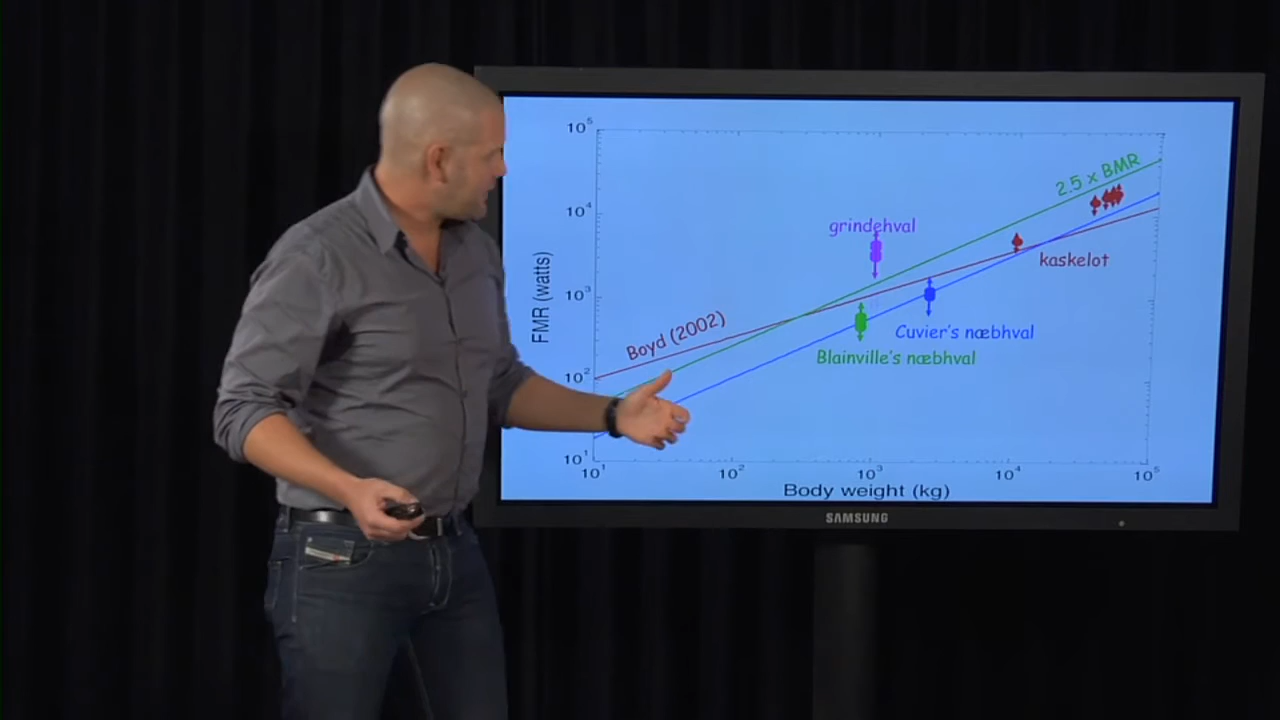 10⁵
2.5 x BMR
10⁴
grindehval
kaskelot
FMR (watts)
10³
Boyd (2002)
Cuvier's næbhval
Blainville's næbhval
10²
10¹
10¹ 10² 10³ 10⁴ 10⁵
Body weight (kg)
SAMSUNG